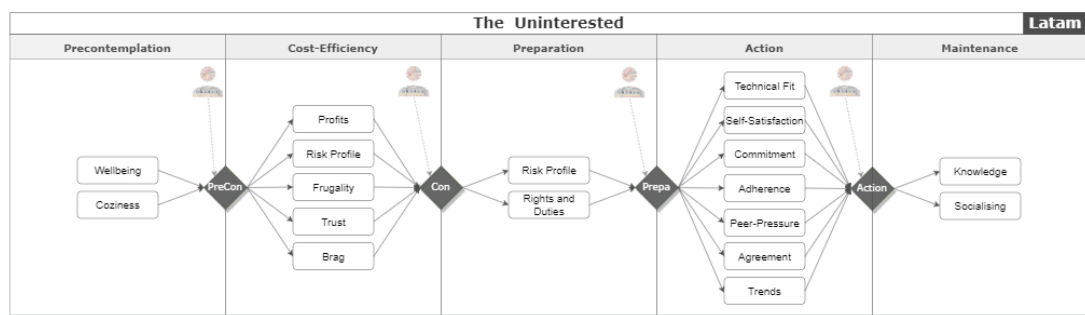 The Uninterested
Latam
Precontemplation
Cost-Efficiency
Preparation
Action
Maintenance
Wellbeing
Coziness
PreCon
Profits
Risk Profile
Frugality
Trust
Brag
Con
Risk Profile
Rights and
Duties
Prepa
Technical Fit
Self-Satisfaction
Commitment
Adherence
Peer-Pressure
Agreement
Trends
Action
Knowledge
Socialising